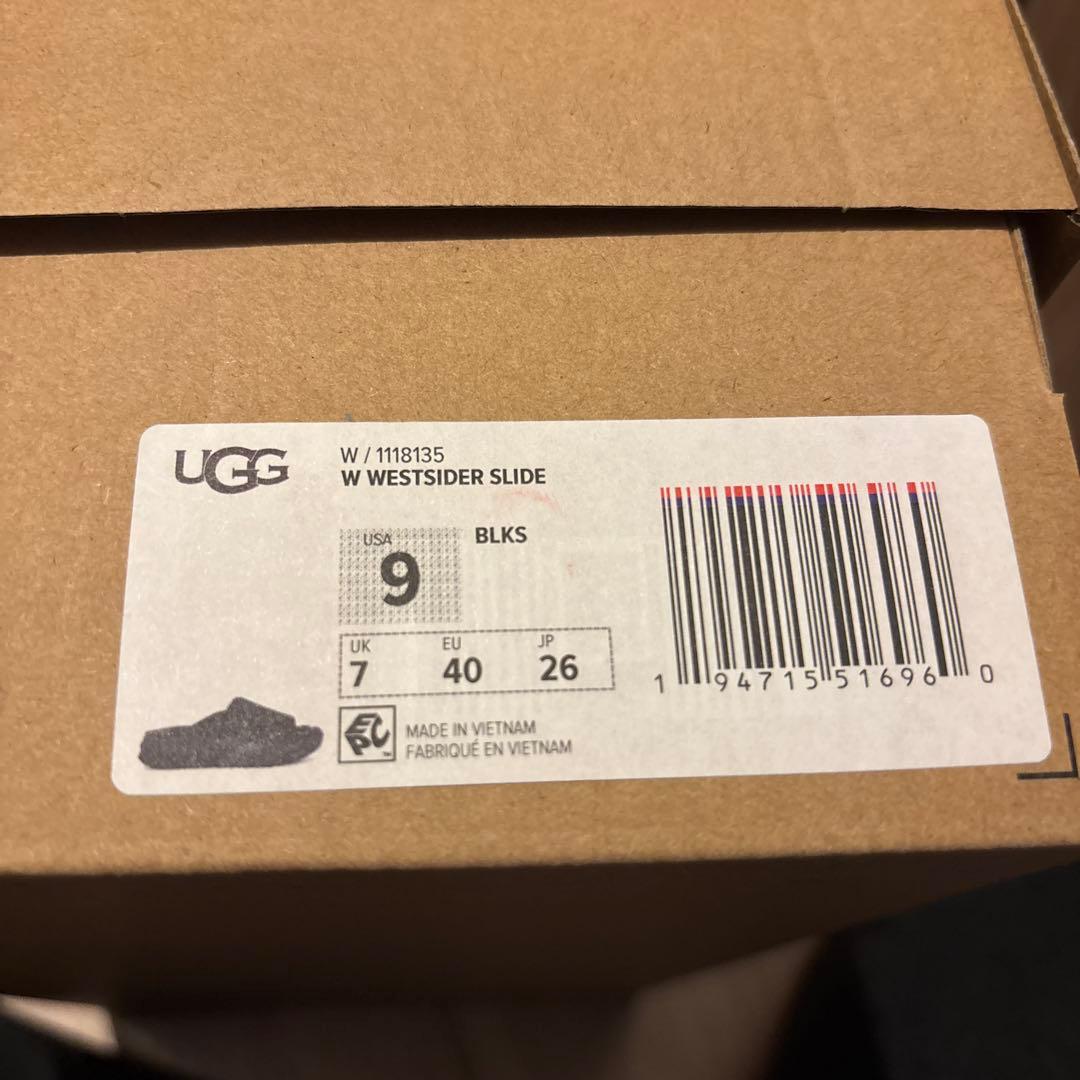 UGG
W / 1118135
W WESTSIDER SLIDE
USA
9
BLKS
UK EU JP
7 40 26
EPC™
MADE IN VIETNAM
FABRIQUÉ EN VIETNAM
1 94715 51696 0